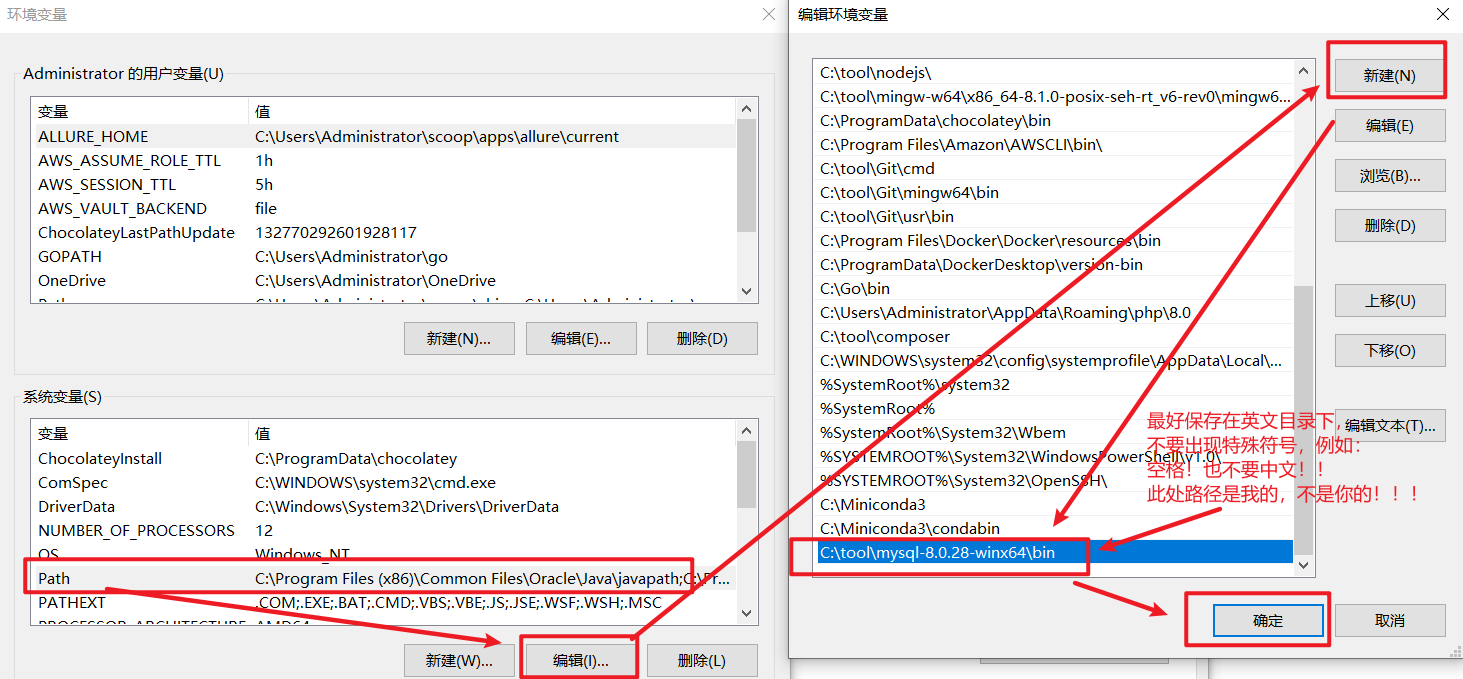 环境变量
Administrator 的用户变量(U)
变量 值
ALLURE_HOME C:\Users\Administrator\scoop\apps\allure\current
AWS_ASSUME_ROLE_TTL 1h
AWS_SESSION_TTL 5h
AWS_VAULT_BACKEND file
ChocolateyLastPathUpdate 132770292601928117
GOPATH C:\Users\Administrator\go
OneDrive C:\Users\Administrator\OneDrive
新建(N)... 编辑(E)... 删除(D)
系统变量(S)
变量 值
ChocolateyInstall C:\ProgramData\chocolatey
ComSpec C:\WINDOWS\system32\cmd.exe
DriverData C:\Windows\System32\Drivers\DriverData
NUMBER_OF_PROCESSORS 12
OS Windows_NT
Path C:\Program Files (x86)\Common Files\Oracle\Java\javapath;C:\Pr...
PATHEXT .COM;.EXE;.BAT;.CMD;.VBS;.VBE;.JS;.JSE;.WSF;.WSH;.MSC
PROCESSOR_ARCHITECTURE AMD64
新建(W)... 编辑(I)... 删除(L)
编辑环境变量
C:\tool\nodejs\
C:\tool\mingw-w64\x86_64-8.1.0-posix-seh-rt_v6-rev0\mingw6...
C:\ProgramData\chocolatey\bin
C:\Program Files\Amazon\AWSCLI\bin\
C:\tool\Git\cmd
C:\tool\Git\mingw64\bin
C:\tool\Git\usr\bin
C:\Program Files\Docker\Docker\resources\bin
C:\ProgramData\DockerDesktop\version-bin
C:\Go\bin
C:\Users\Administrator\AppData\Roaming\php\8.0
C:\tool\composer
C:\WINDOWS\system32\config\systemprofile\AppData\Local\...
%SystemRoot%\system32
%SystemRoot%
%SystemRoot%\System32\Wbem
%SYSTEMROOT%\System32\WindowsPowerShell\v1.0\
%SYSTEMROOT%\System32\OpenSSH\
C:\Miniconda3
C:\Miniconda3\condabin
C:\tool\mysql-8.0.28-winx64\bin
新建(N)
编辑(E)
浏览(B)...
删除(D)
上移(U)
下移(O)
编辑文本(T)...
最好保存在英文目录下，
不要出现特殊符号，例如：
空格！也不要中文！！
此处路径是我的，不是你的！！！
确定 取消